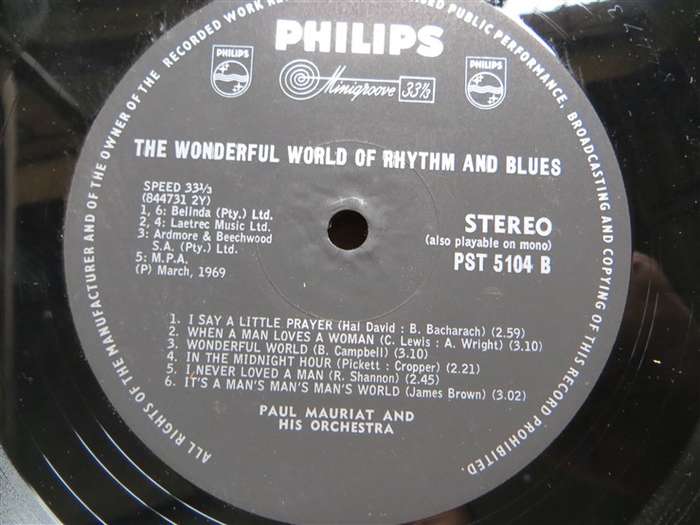 PHILIPS
PHILIPS
PHILIPS
Minigroove 33⅓
THE WONDERFUL WORLD OF RHYTHM AND BLUES
SPEED 33⅓
(844731 2Y)
1, 6: Belinda (Pty.) Ltd.
2, 4: Laetrec Music Ltd.
3: Ardmore & Beechwood
S.A. (Pty.) Ltd.
5: M.P.A.
(P) March, 1969
STEREO
(also playable on mono)
PST 5104 B
1. I SAY A LITTLE PRAYER (Hal David : B. Bacharach) (2.59)
2. WHEN A MAN LOVES A WOMAN (C. Lewis : A. Wright) (3.10)
3. WONDERFUL WORLD (B. Campbell) (3.10)
4. IN THE MIDNIGHT HOUR (Pickett : Cropper) (2.21)
5. I NEVER LOVED A MAN (R. Shannon) (2.45)
6. IT'S A MAN'S MAN'S MAN'S WORLD (James Brown) (3.02)
PAUL MAURIAT AND
HIS ORCHESTRA
ALL RIGHTS OF THE MANUFACTURER AND OF THE OWNER OF THE RECORDED WORK PUBLIC PERFORMANCE, BROADCASTING AND COPYING OF THIS RECORD PROHIBITED.